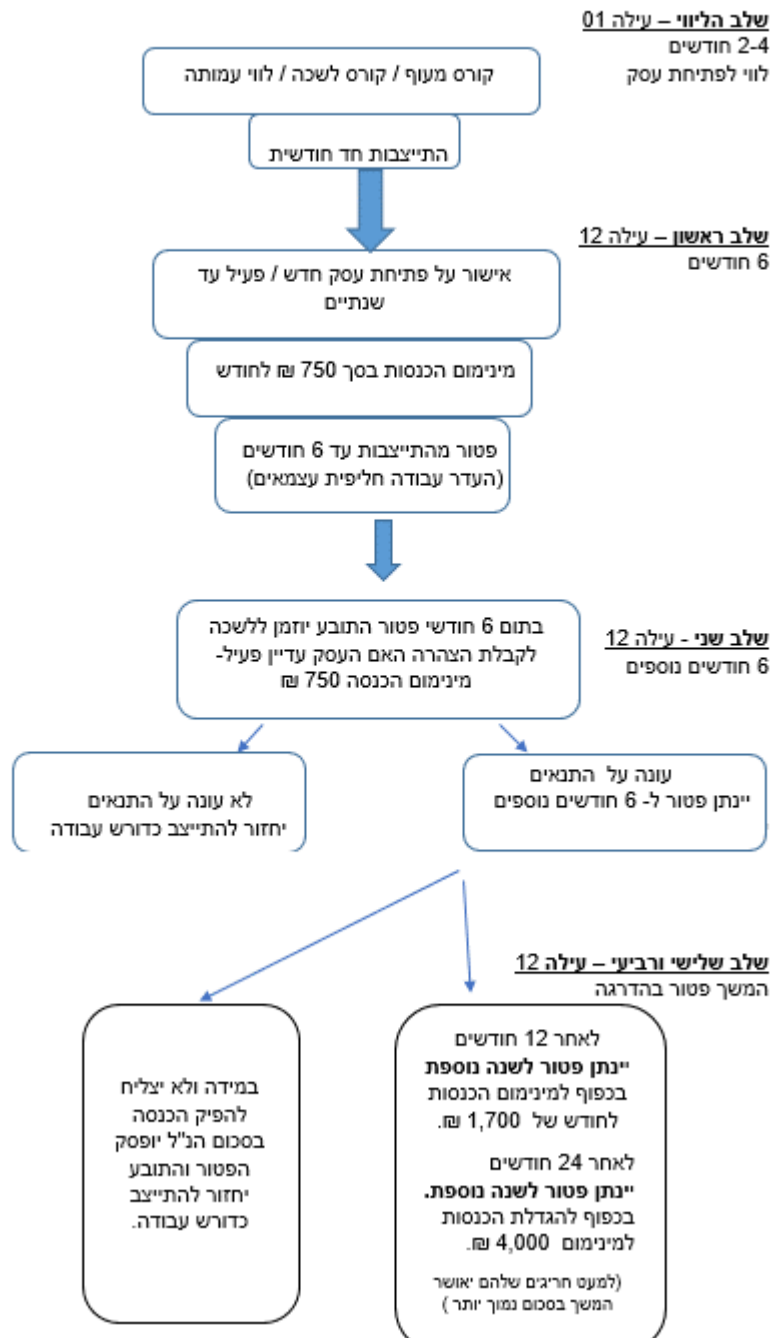 שלב הליווי – עילה 01
2-4 חודשים
לווי לפתיחת עסק
קורס מעוף / קורס לשכה / לווי עמותה
התייצבות חד חודשית
שלב ראשון – עילה 12
6 חודשים
אישור על פתיחת עסק חדש / פעיל עד
שנתיים
מינימום הכנסות בסך 750 ₪ לחודש
פטור מהתייצבות עד 6 חודשים
(העדר עבודה חליפית עצמאים)
שלב שני - עילה 12
6 חודשים נוספים
בתום 6 חודשי פטור התובע יוזמן ללשכה
לקבלת הצהרה האם העסק עדיין פעיל-
מינימום הכנסה 750 ₪
עונה על התנאים
יינתן פטור ל- 6 חודשים נוספים
לא עונה על התנאים
יחזור להתייצב כדורש עבודה
שלב שלישי ורביעי – עילה 12
המשך פטור בהדרגה
לאחר 12 חודשים
יינתן פטור לשנה נוספת
בכפוף למינימום הכנסות
לחודש של 1,700 ₪.
לאחר 24 חודשים
יינתן פטור לשנה נוספת.
בכפוף להגדלת הכנסות
למינימום 4,000 ₪.
(למעט חריגים שלהם יאושר
המשך בסכום נמוך יותר )
במידה ולא יצליח
להפיק הכנסה
בסכום הנ"ל יופסק
הפטור והתובע
יחזור להתייצב
כדורש עבודה.